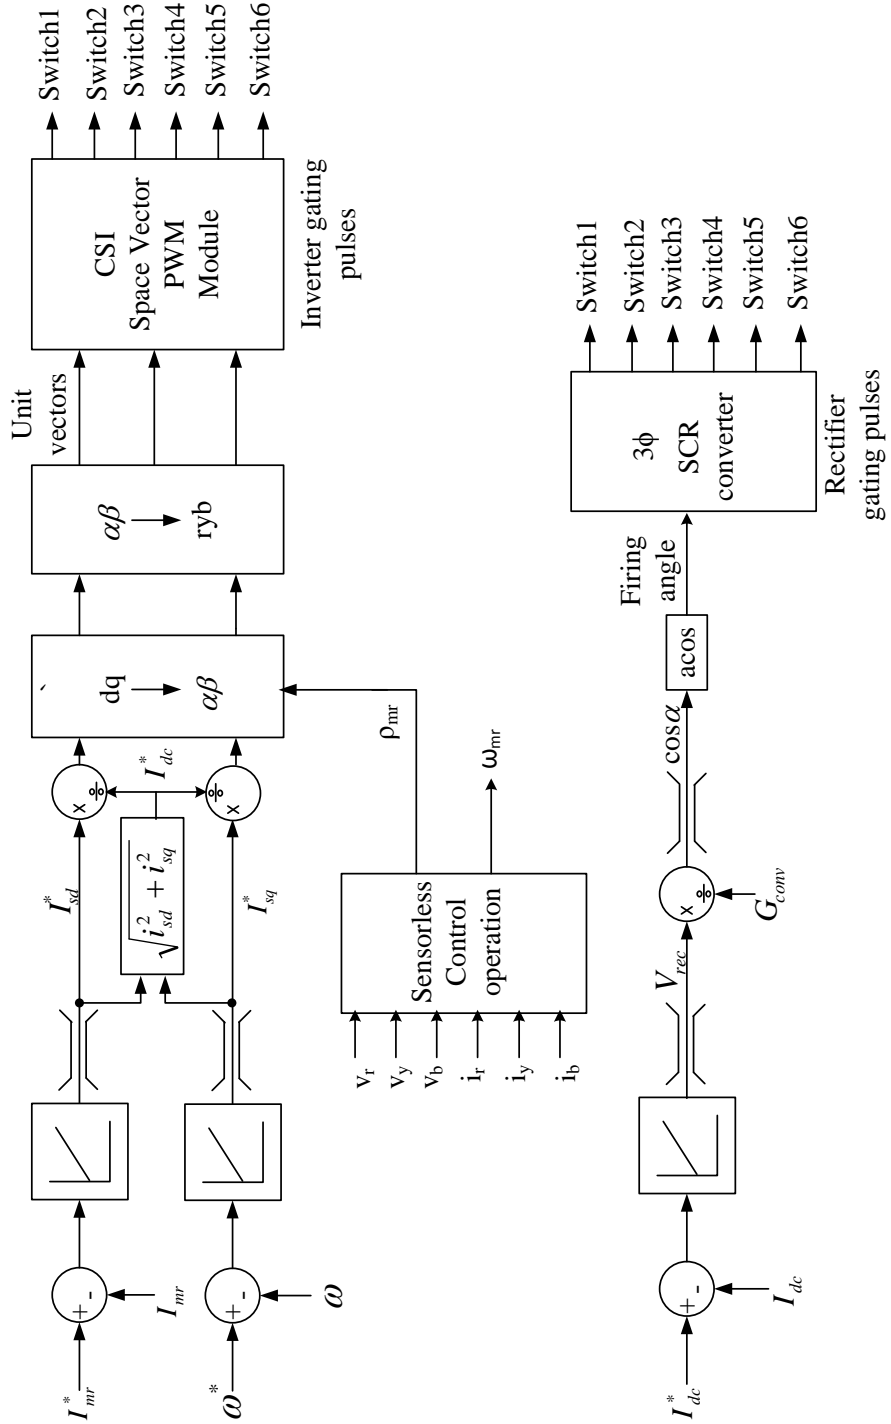 I*mr
+
-
Imr
ω*
+
-
ω
I*sd
I*sq
√i²sd + i²sq
x
÷
I*dc
x
÷
dq
αβ
αβ
ryb
Unit
vectors
CSI
Space Vector
PWM
Module
Switch1
Switch2
Switch3
Switch4
Switch5
Switch6
Inverter gating
pulses
vr
vy
vb
ir
iy
ib
Sensorless
Control
operation
ρmr
ωmr
I*dc
+
-
Idc
Vrec
x
÷
Gconv
cosα
acos
Firing
angle
3ϕ
SCR
converter
Switch1
Switch2
Switch3
Switch4
Switch5
Switch6
Rectifier
gating pulses